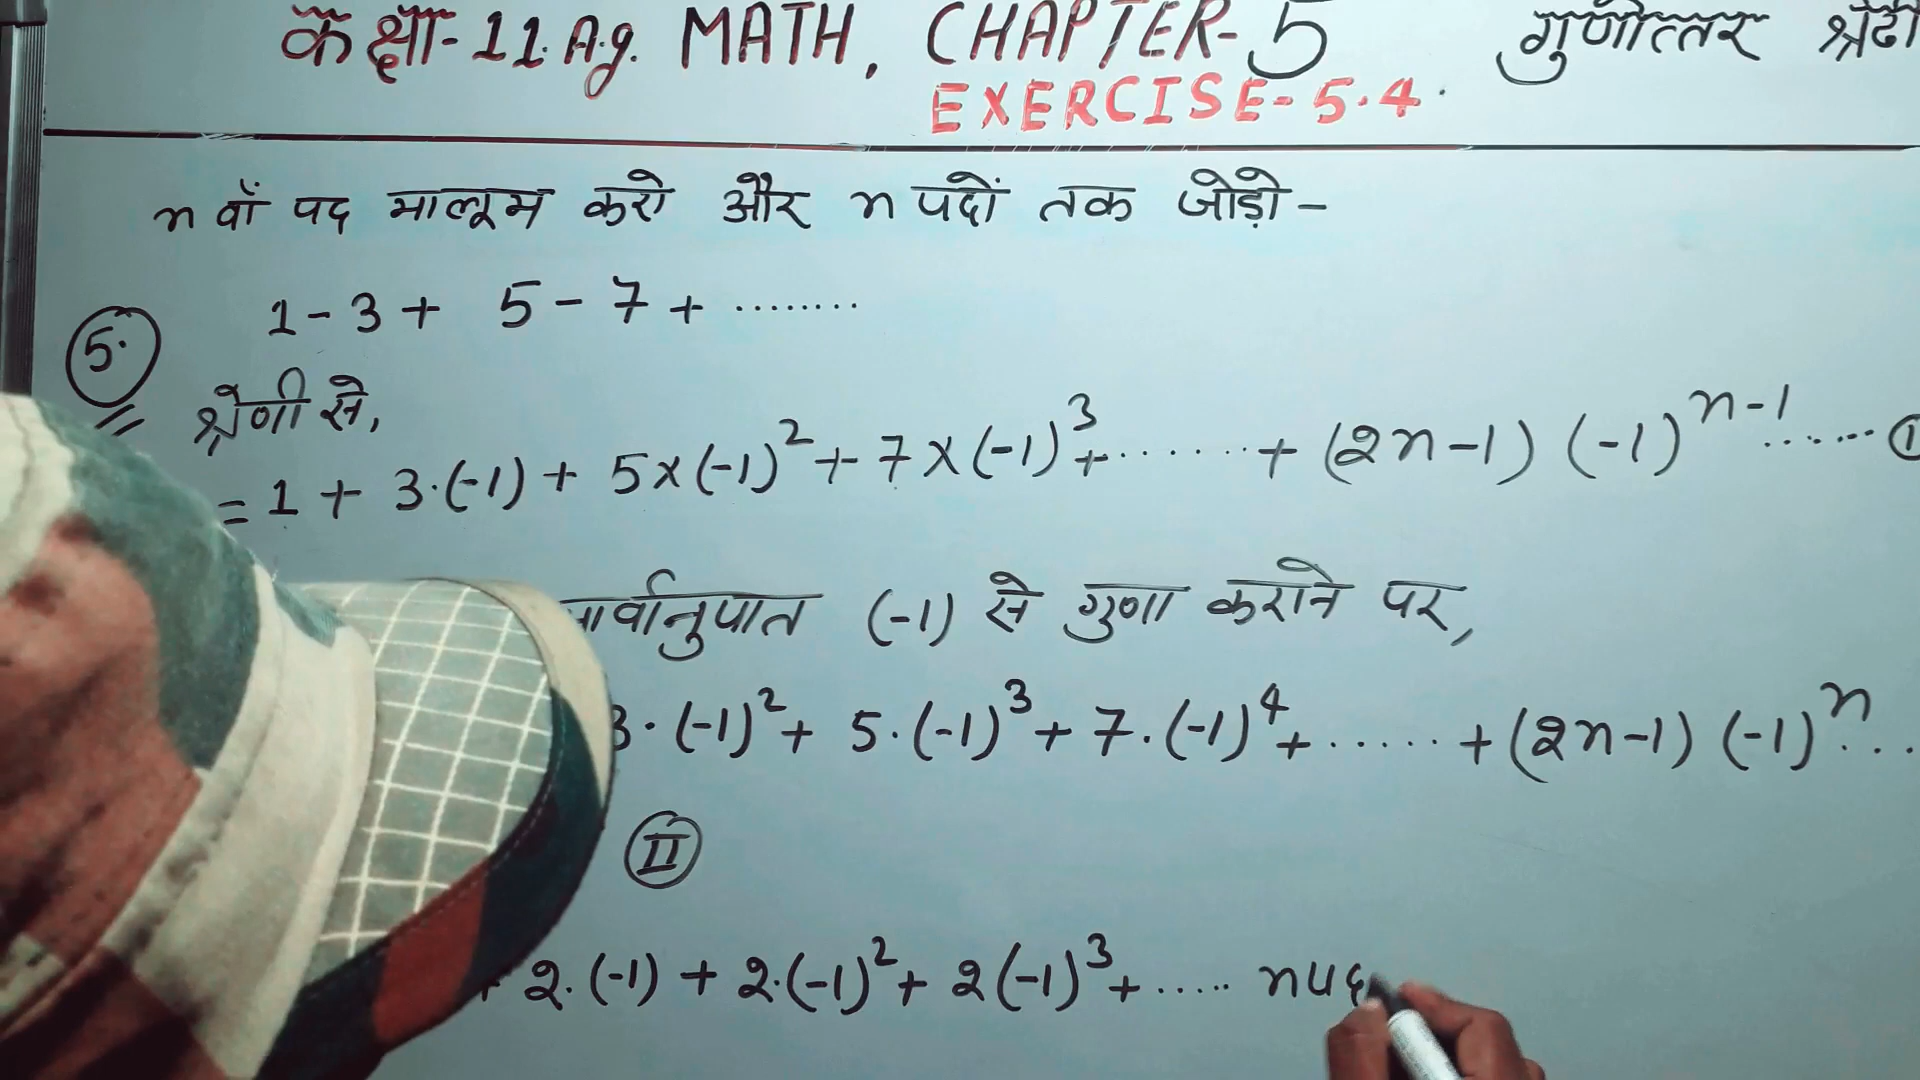 कक्षा-11.Ag. MATH, CHAPTER-5 गुणोत्तर श्रेढी
EXERCISE-5.4.
n वाँ पद मालूम करो और n पदों तक जोड़ो-
5. 1-3+ 5-7+ ........
श्रेणी से,
=1+ 3.(-1)+ 5×(-1)²+7×(-1)³+......+ (2n-1) (-1)ⁿ⁻¹...... ①
(-1) से गुणा कराने पर,
3.(-1)²+ 5.(-1)³+7.(-1)⁴+......+(2n-1) (-1)ⁿ...
II
2.(-1)+2.(-1)²+2(-1)³+..... n पद